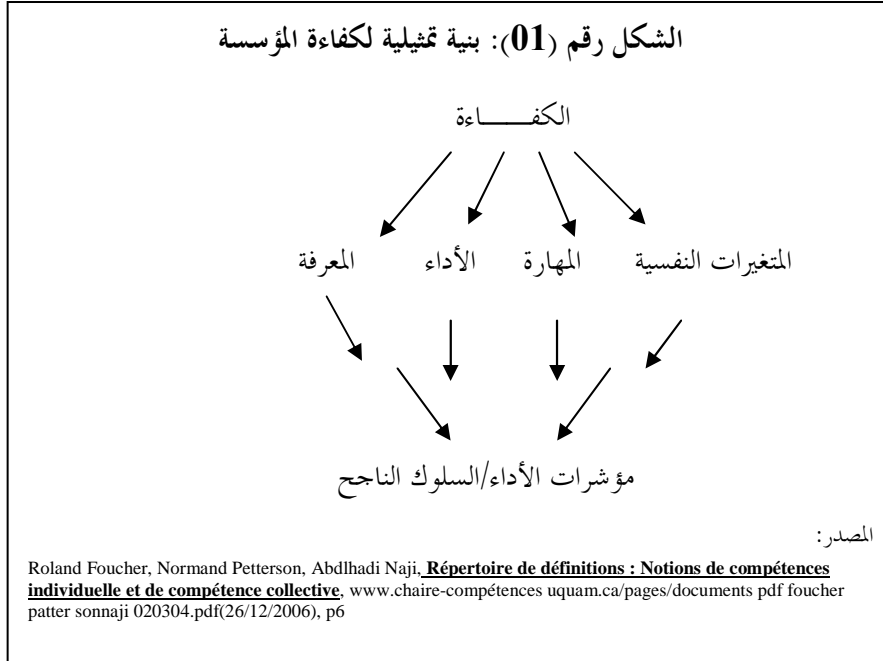 الشكل رقم (01): بنية تمثيلية لكفاءة المؤسسة
الكفـــــاءة
المتغيرات النفسية المهارة الأداء المعرفة
مؤشرات الأداء/السلوك الناجح
المصدر:
Roland Foucher, Normand Petterson, Abdlhadi Naji, Répertoire de définitions : Notions de compétences
individuelle et de compétence collective, www.chaire-compétences uquam.ca/pages/documents pdf foucher
patter sonnaji 020304.pdf(26/12/2006), p6